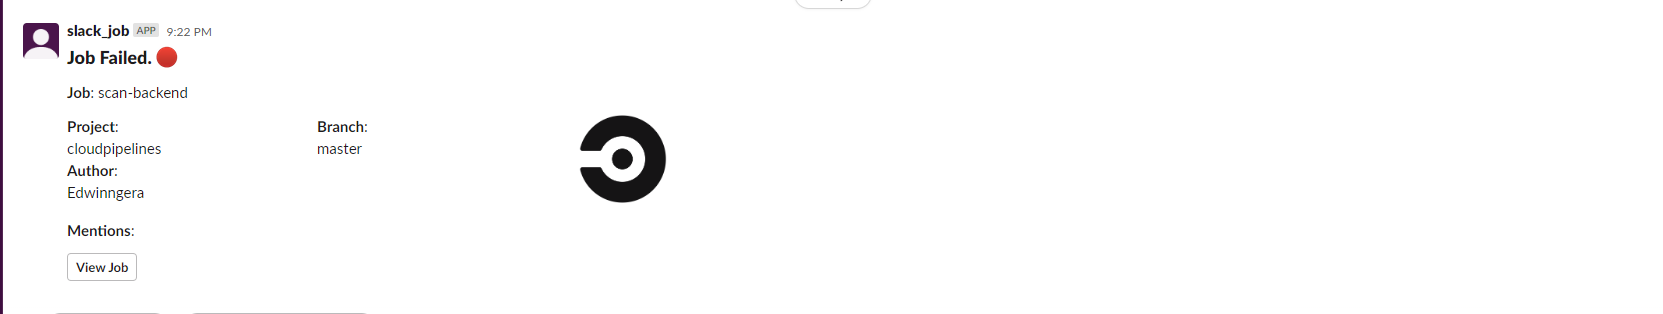 slack_job APP 9:22 PM
Job Failed.
Job: scan-backend
Project: Branch:
cloudpipelines master
Author:
Edwinngera
Mentions:
View Job